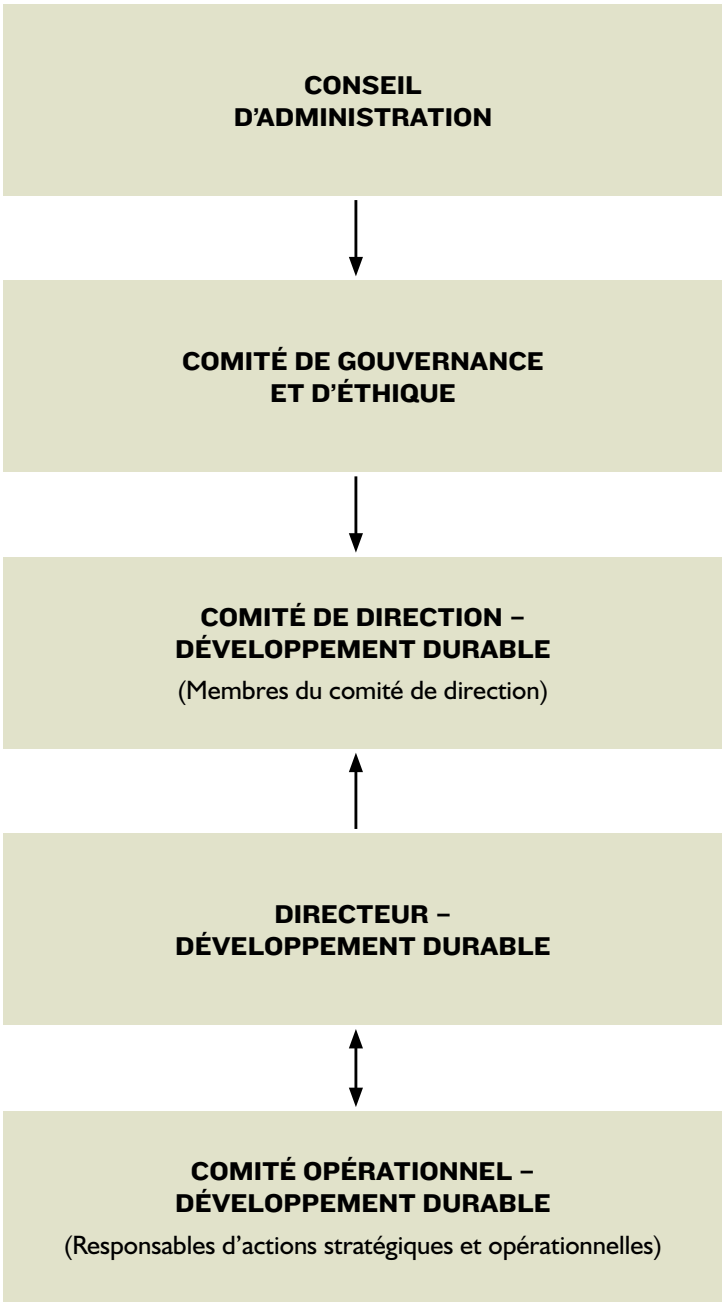 CONSEIL
D’ADMINISTRATION
COMITÉ DE GOUVERNANCE
ET D’ÉTHIQUE
COMITÉ DE DIRECTION –
DÉVELOPPEMENT DURABLE
(Membres du comité de direction)
DIRECTEUR –
DÉVELOPPEMENT DURABLE
COMITÉ OPÉRATIONNEL –
DÉVELOPPEMENT DURABLE
(Responsables d’actions stratégiques et opérationnelles)